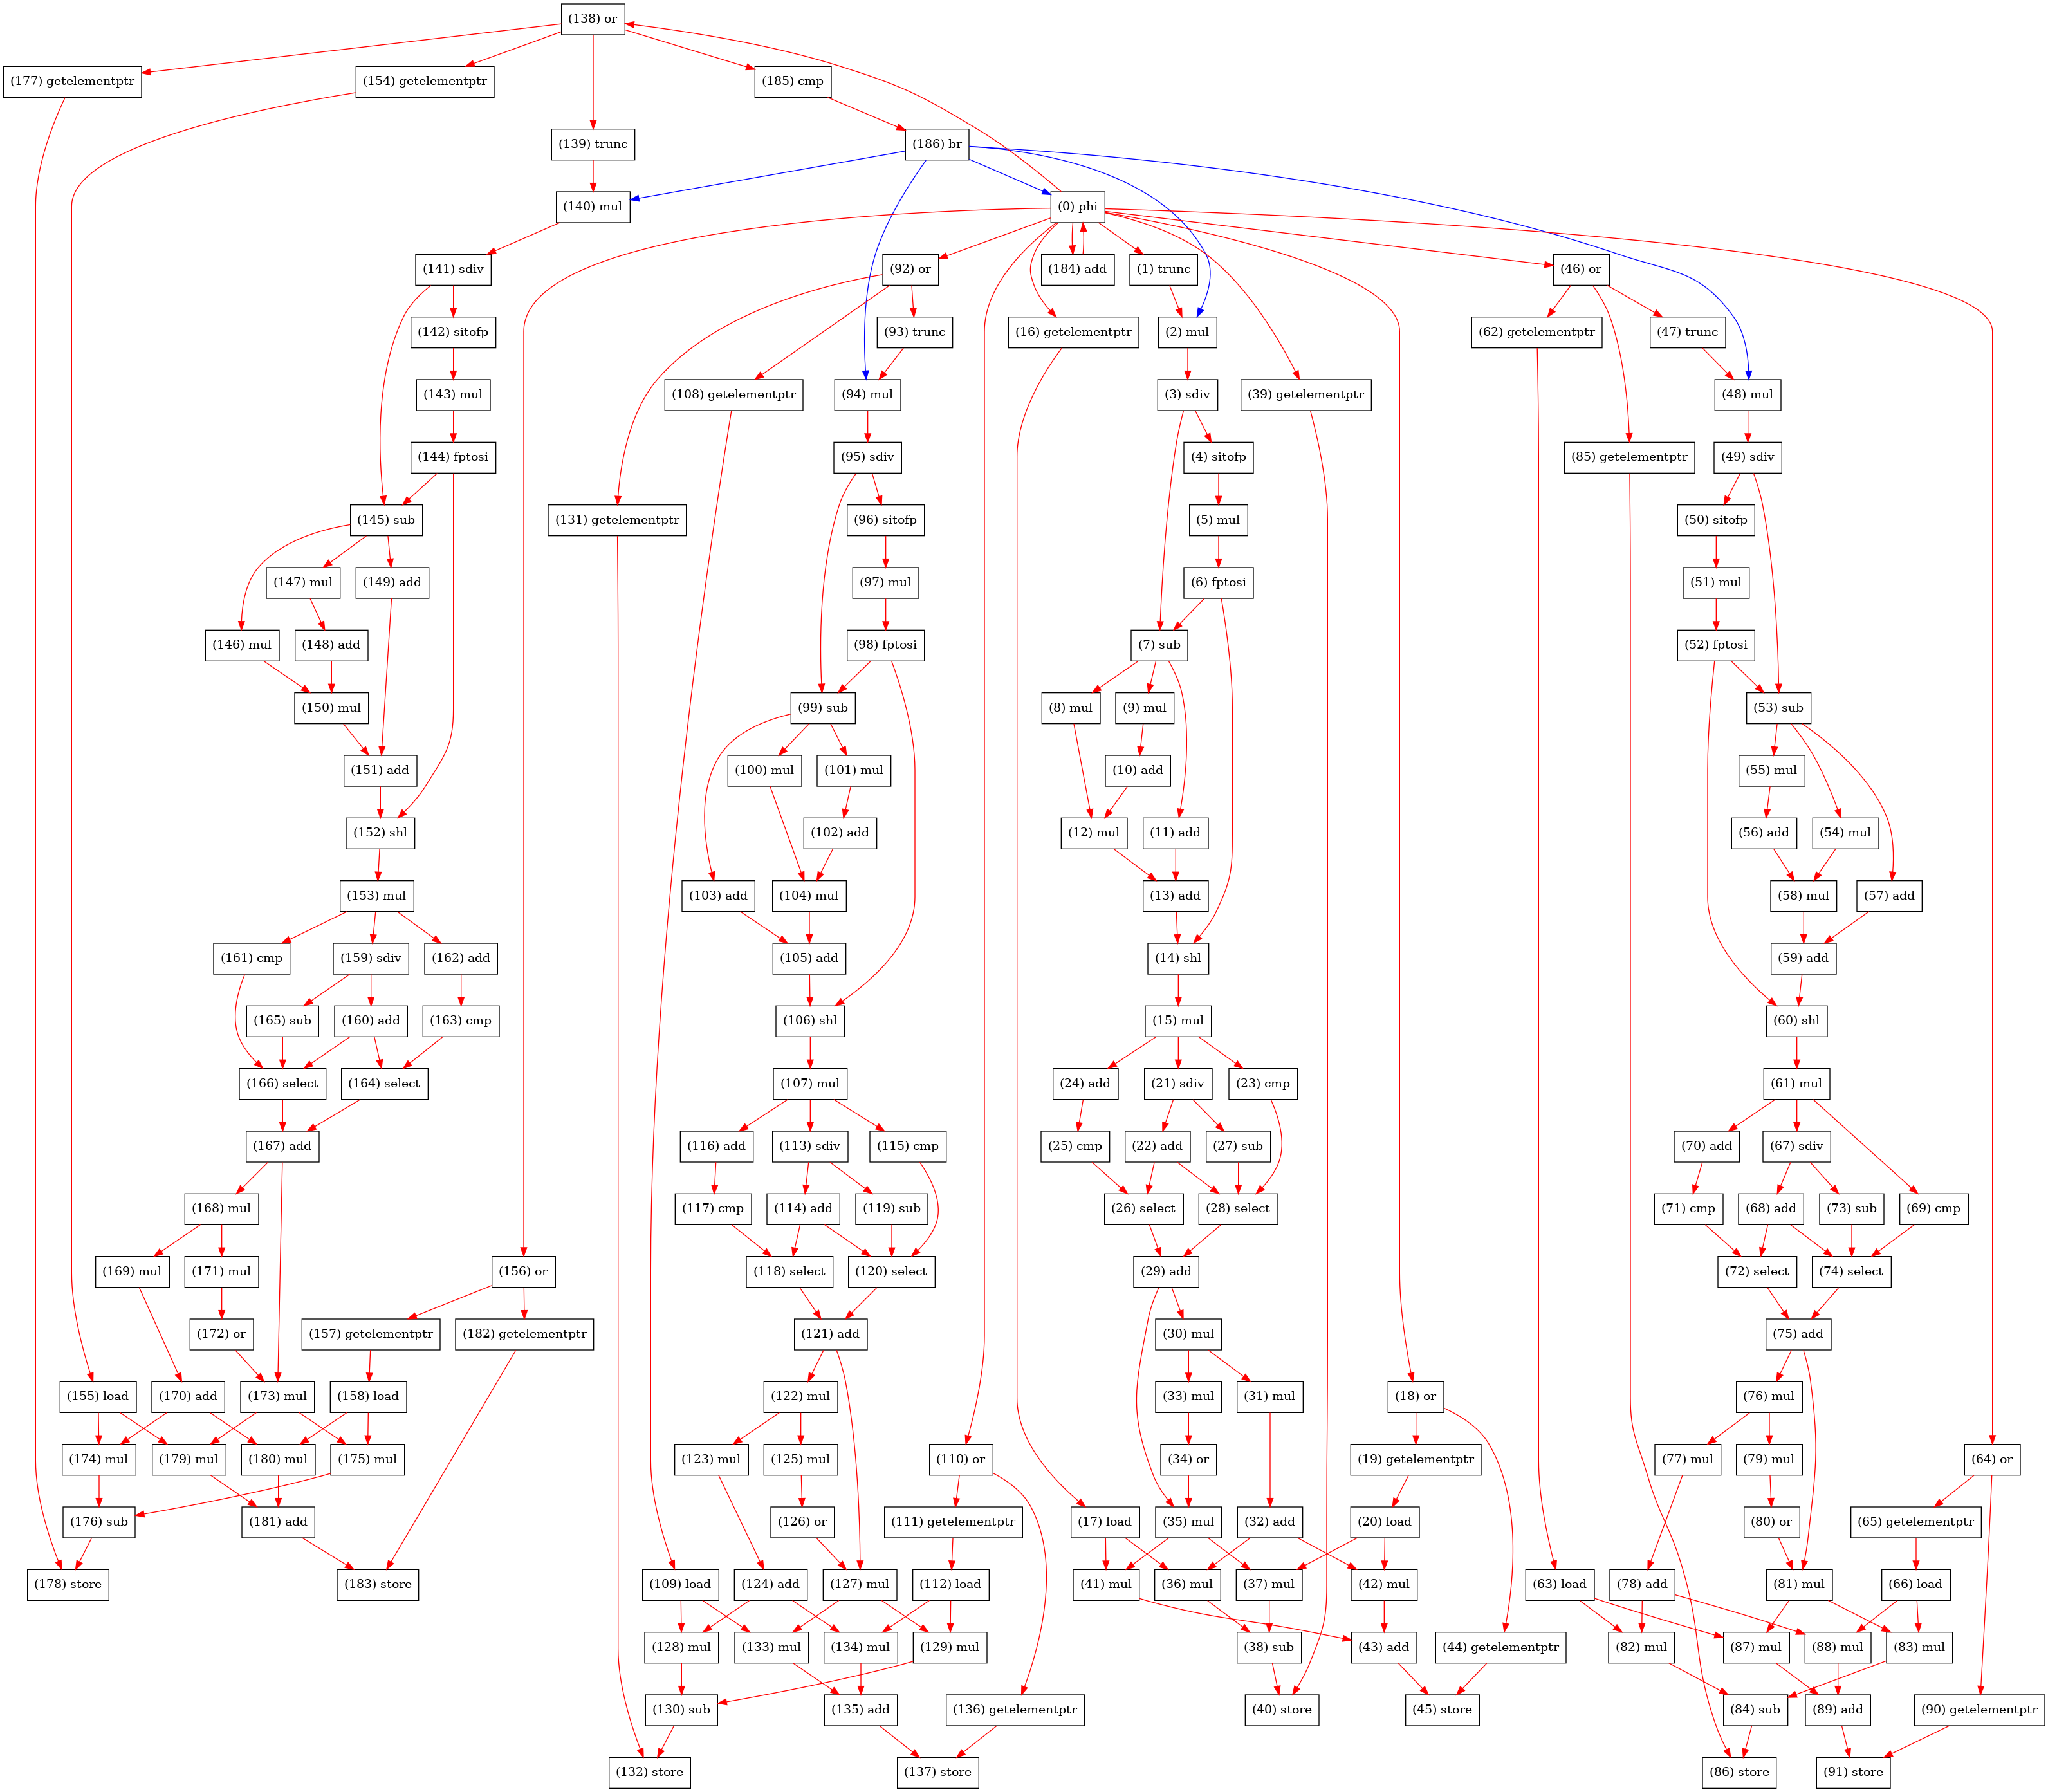 (138) or
(177) getelementptr
(154) getelementptr
(185) cmp
(139) trunc
(186) br
(140) mul
(0) phi
(141) sdiv
(92) or
(184) add
(1) trunc
(46) or
(142) sitofp
(93) trunc
(16) getelementptr
(2) mul
(62) getelementptr
(47) trunc
(143) mul
(108) getelementptr
(94) mul
(3) sdiv
(39) getelementptr
(48) mul
(144) fptosi
(95) sdiv
(4) sitofp
(85) getelementptr
(49) sdiv
(145) sub
(131) getelementptr
(96) sitofp
(5) mul
(50) sitofp
(147) mul
(149) add
(97) mul
(6) fptosi
(51) mul
(146) mul
(148) add
(98) fptosi
(7) sub
(52) fptosi
(150) mul
(99) sub
(8) mul
(9) mul
(53) sub
(151) add
(100) mul
(101) mul
(10) add
(55) mul
(152) shl
(102) add
(12) mul
(11) add
(56) add
(54) mul
(153) mul
(103) add
(104) mul
(13) add
(58) mul
(57) add
(161) cmp
(159) sdiv
(162) add
(105) add
(14) shl
(59) add
(165) sub
(160) add
(163) cmp
(106) shl
(15) mul
(60) shl
(166) select
(164) select
(107) mul
(24) add
(21) sdiv
(23) cmp
(61) mul
(167) add
(116) add
(113) sdiv
(115) cmp
(25) cmp
(22) add
(27) sub
(70) add
(67) sdiv
(168) mul
(117) cmp
(114) add
(119) sub
(26) select
(28) select
(71) cmp
(68) add
(73) sub
(69) cmp
(169) mul
(171) mul
(156) or
(118) select
(120) select
(29) add
(72) select
(74) select
(172) or
(157) getelementptr
(182) getelementptr
(121) add
(30) mul
(75) add
(155) load
(170) add
(173) mul
(158) load
(122) mul
(33) mul
(31) mul
(18) or
(76) mul
(174) mul
(179) mul
(180) mul
(175) mul
(123) mul
(125) mul
(110) or
(34) or
(19) getelementptr
(77) mul
(79) mul
(64) or
(176) sub
(181) add
(126) or
(111) getelementptr
(17) load
(35) mul
(32) add
(20) load
(80) or
(65) getelementptr
(178) store
(183) store
(109) load
(124) add
(127) mul
(112) load
(41) mul
(36) mul
(37) mul
(42) mul
(63) load
(78) add
(81) mul
(66) load
(128) mul
(133) mul
(134) mul
(129) mul
(38) sub
(43) add
(44) getelementptr
(82) mul
(87) mul
(88) mul
(83) mul
(130) sub
(135) add
(136) getelementptr
(40) store
(45) store
(84) sub
(89) add
(90) getelementptr
(132) store
(137) store
(86) store
(91) store